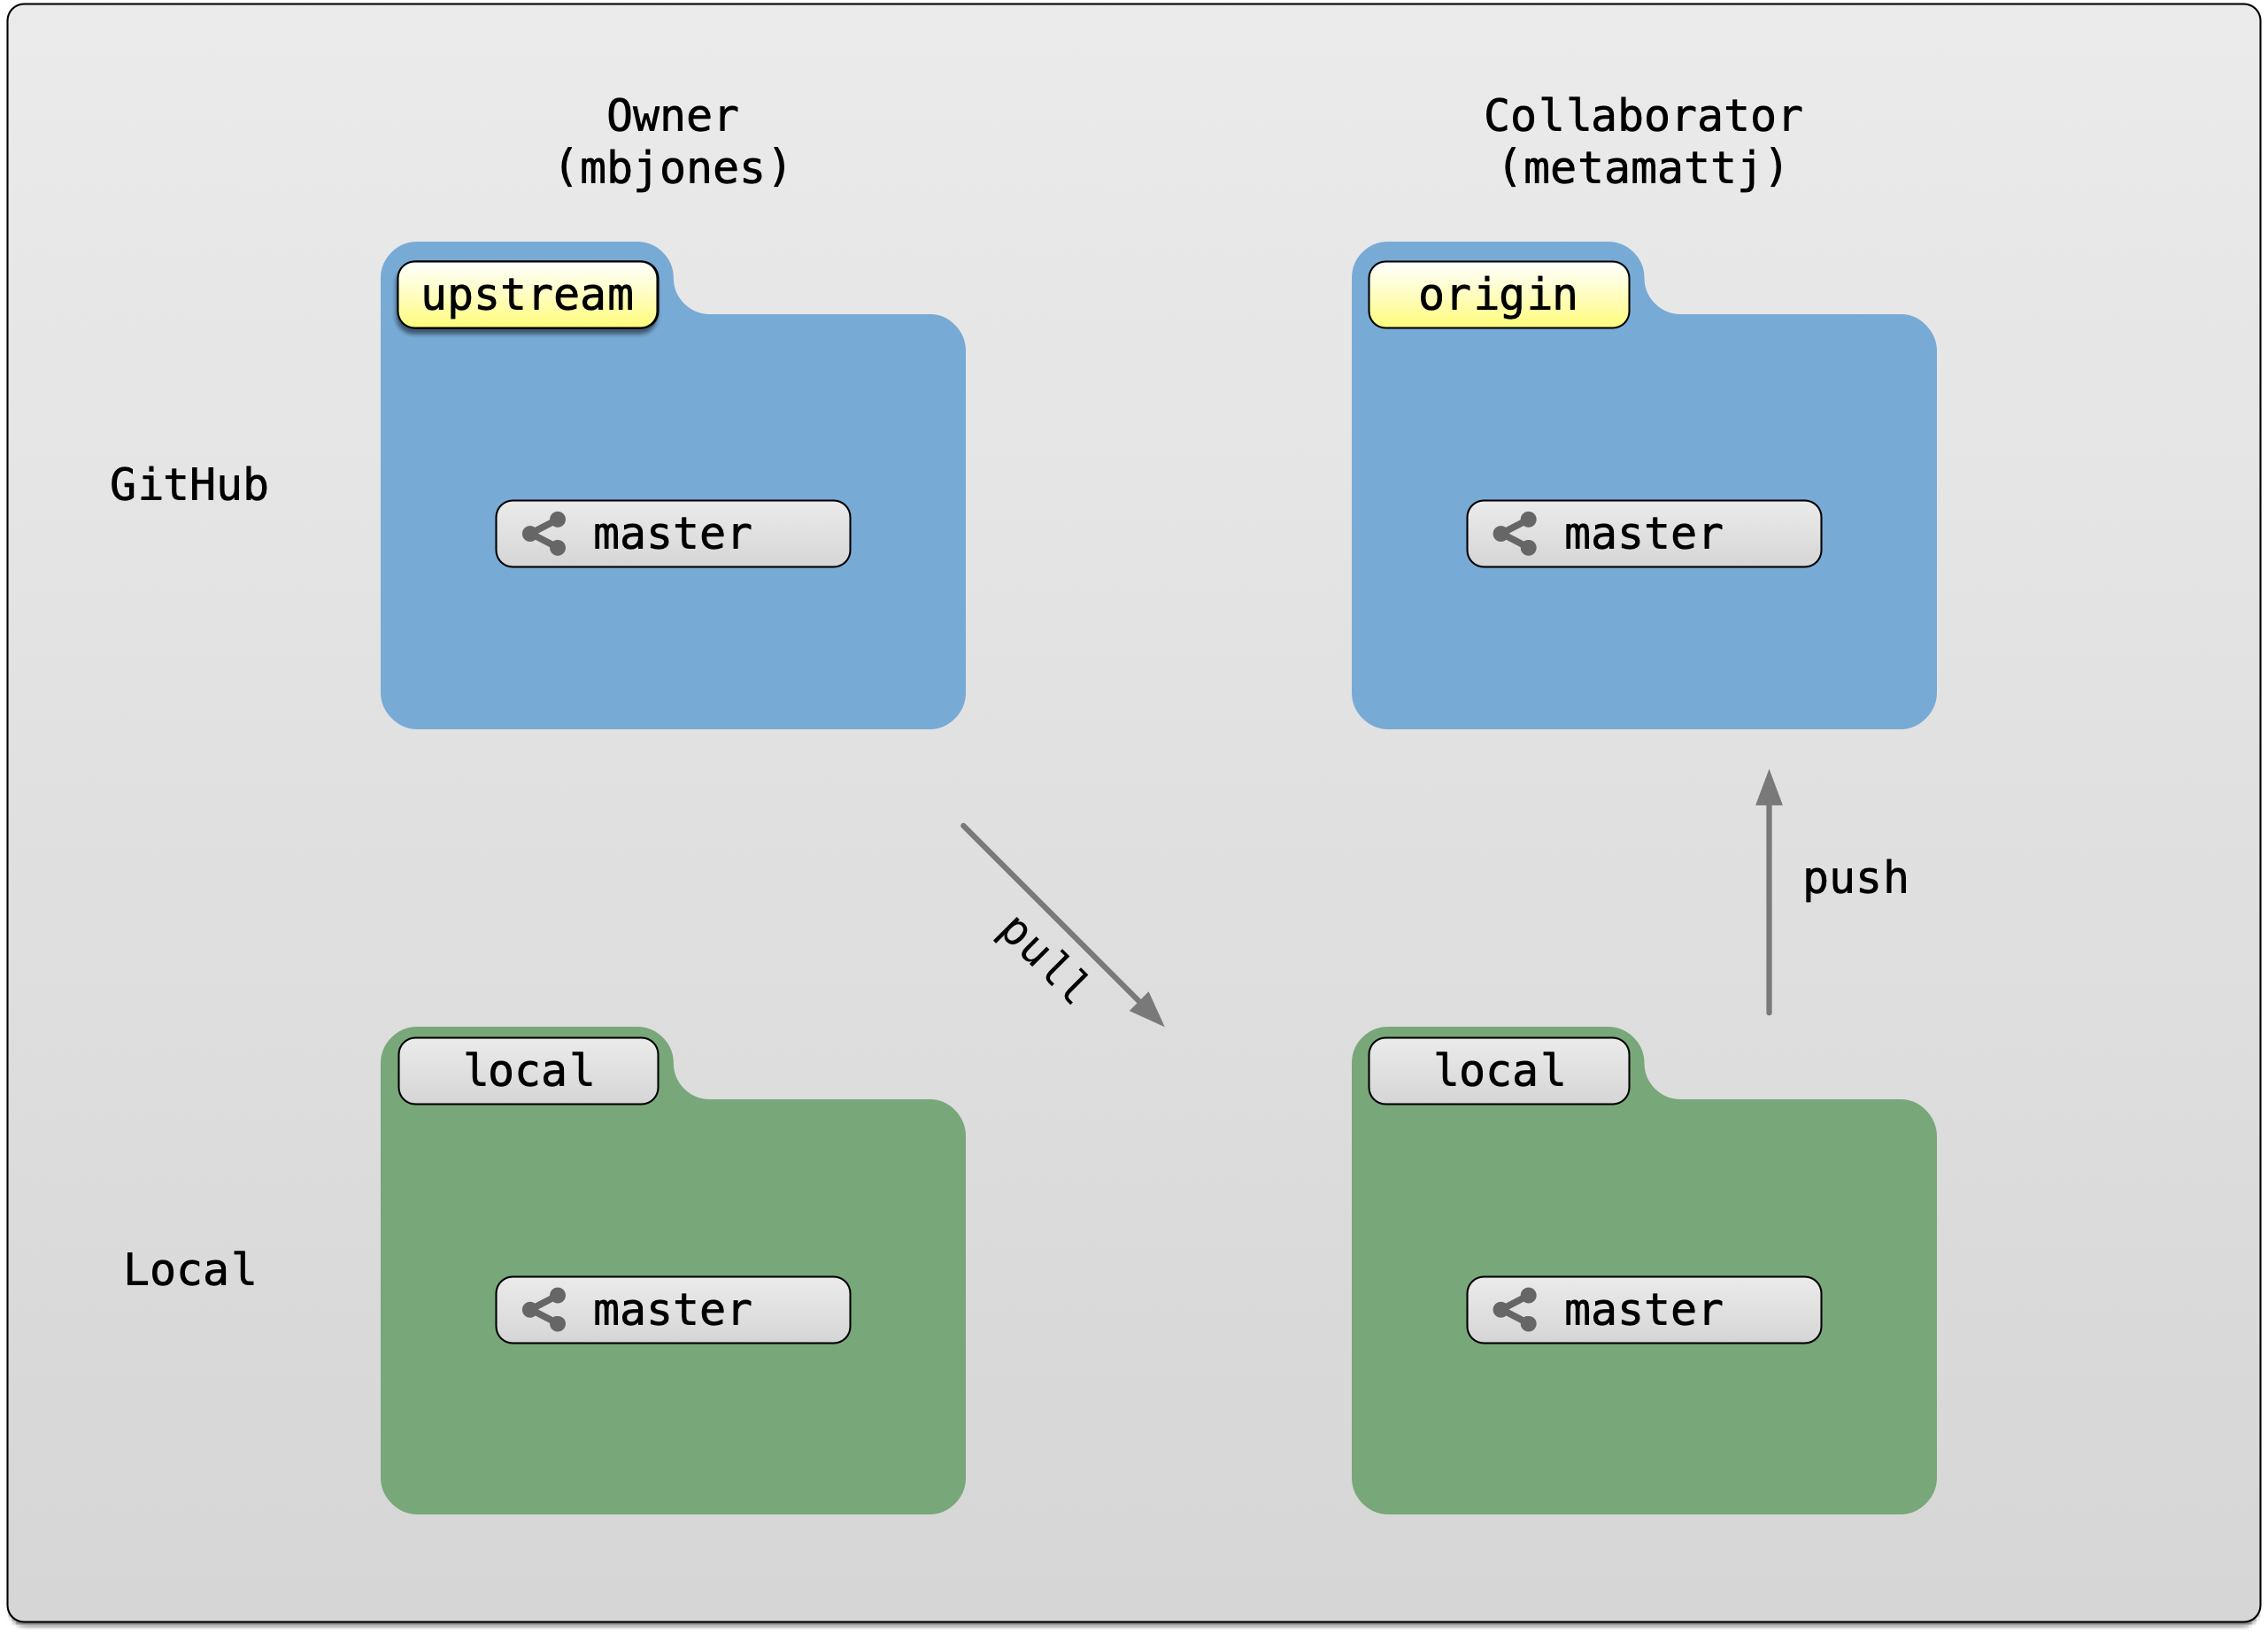 Owner
(mbjones)
Collaborator
(metamattj)
upstream
origin
GitHub
master
master
pull
push
local
local
Local
master
master